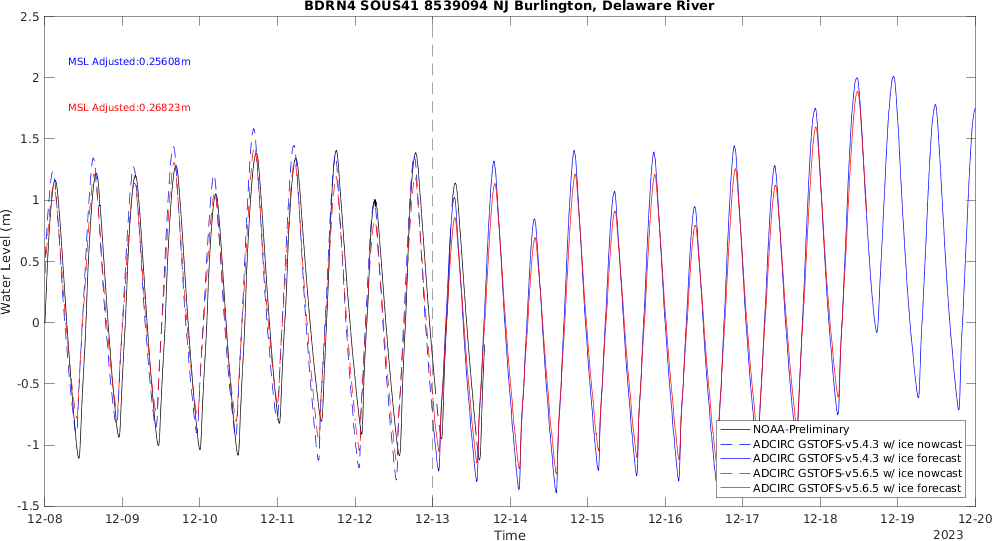 BDRN4 SOUS41 8539094 NJ Burlington, Delaware River
2.5
2
1.5
1
0.5
0
-0.5
-1
-1.5
Water Level (m)
MSL Adjusted:0.25608m
MSL Adjusted:0.26823m
NOAA-Preliminary
ADCIRC GSTOFS-v5.4.3 w/ ice nowcast
ADCIRC GSTOFS-v5.4.3 w/ ice forecast
ADCIRC GSTOFS-v5.6.5 w/ ice nowcast
ADCIRC GSTOFS-v5.6.5 w/ ice forecast
12-08 12-09 12-10 12-11 12-12 12-13 12-14 12-15 12-16 12-17 12-18 12-19 12-20
Time
2023